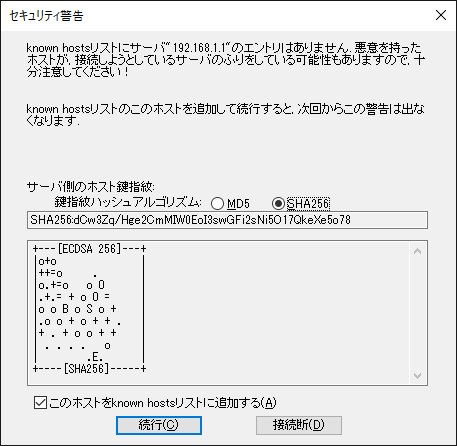 セキュリティ警告
known hostsリストにサーバ"192.168.1.1"のエントリはありません. 悪意を持った
ホストが, 接続しようとしているサーバのふりをしている可能性もありますので, 十
分注意してください!
known hostsリストのこのホストを追加して続行すると, 次回からこの警告は出な
くなります.
サーバ側のホスト鍵指紋:
鍵指紋ハッシュアルゴリズム: MD5 SHA256
SHA256:dCw3Zq/Hge2CmMIW0EoI3swGFi2sNi5O17QkeXe5o78
+---[ECDSA 256]---+
|o+o              |
|++=o     .       |
|o.+=o   o O      |
|.+.= + o O =     |
| o o B o S o +   |
|.o o + o + + .   |
|+ . + o o + +    |
| . . . .   o     |
|        .E.      |
+----[SHA256]-----+
このホストをknown hostsリストに追加する(A)
続行(C) 接続断(D)